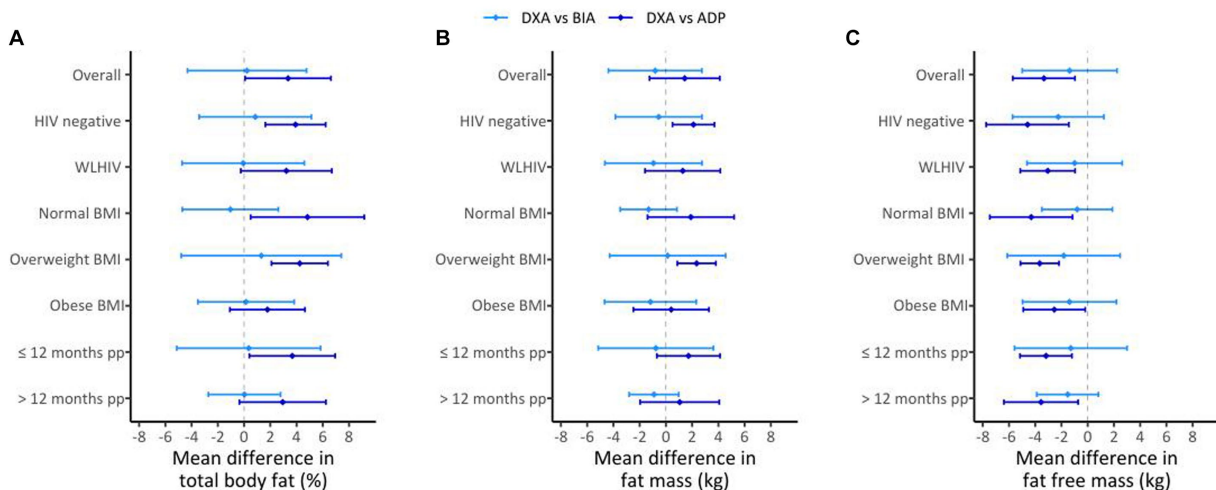 DXA vs BIA DXA vs ADP
A
Overall
HIV negative
WLHIV
Normal BMI
Overweight BMI
Obese BMI
≤ 12 months pp
> 12 months pp
-8 -6 -4 -2 0 2 4 6 8
Mean difference in
total body fat (%)
B
Overall
HIV negative
WLHIV
Normal BMI
Overweight BMI
Obese BMI
≤ 12 months pp
> 12 months pp
-8 -6 -4 -2 0 2 4 6 8
Mean difference in
fat mass (kg)
C
Overall
HIV negative
WLHIV
Normal BMI
Overweight BMI
Obese BMI
≤ 12 months pp
> 12 months pp
-8 -6 -4 -2 0 2 4 6 8
Mean difference in
fat free mass (kg)